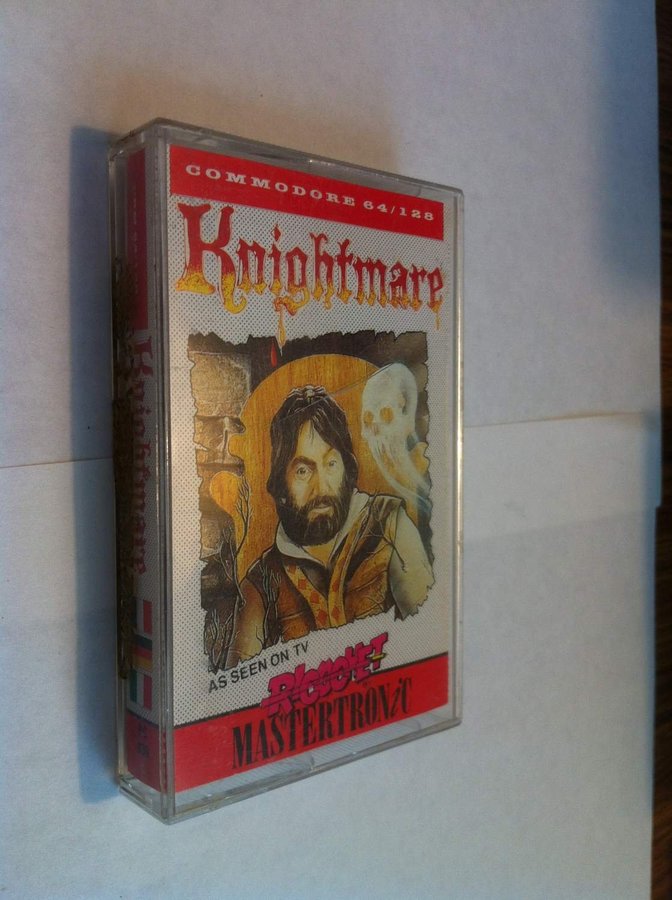 COMMODORE 64/128
Knightmare
AS SEEN ON TV
RICOCHET
MASTERTRONiC
Knightmare